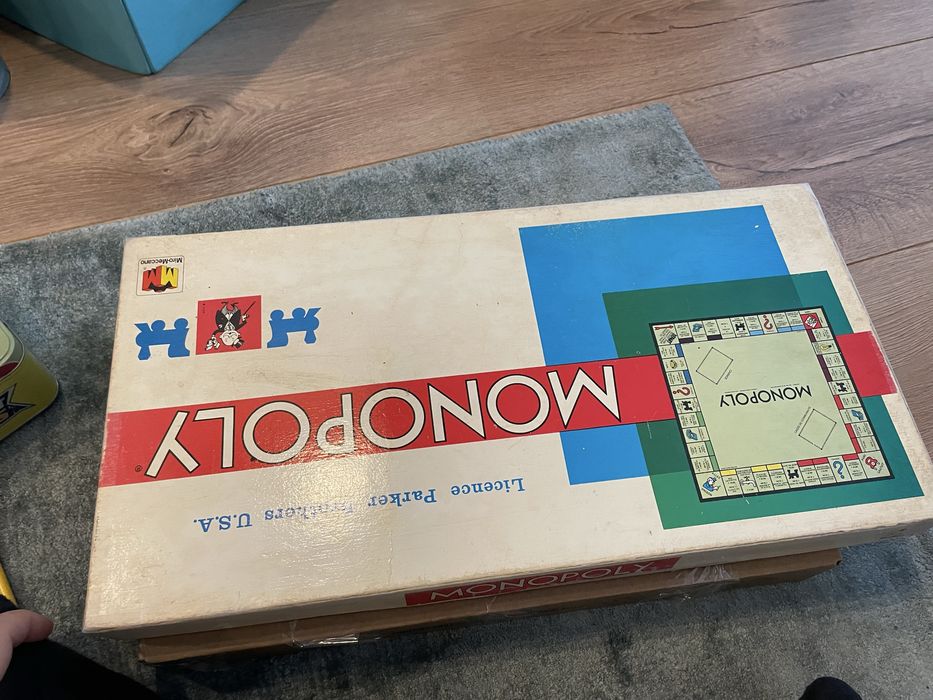 MONOPOLY®
Licence Parker Brothers U.S.A.
MM
Miro-Meccano
MONOPOLY
MONOPOLY